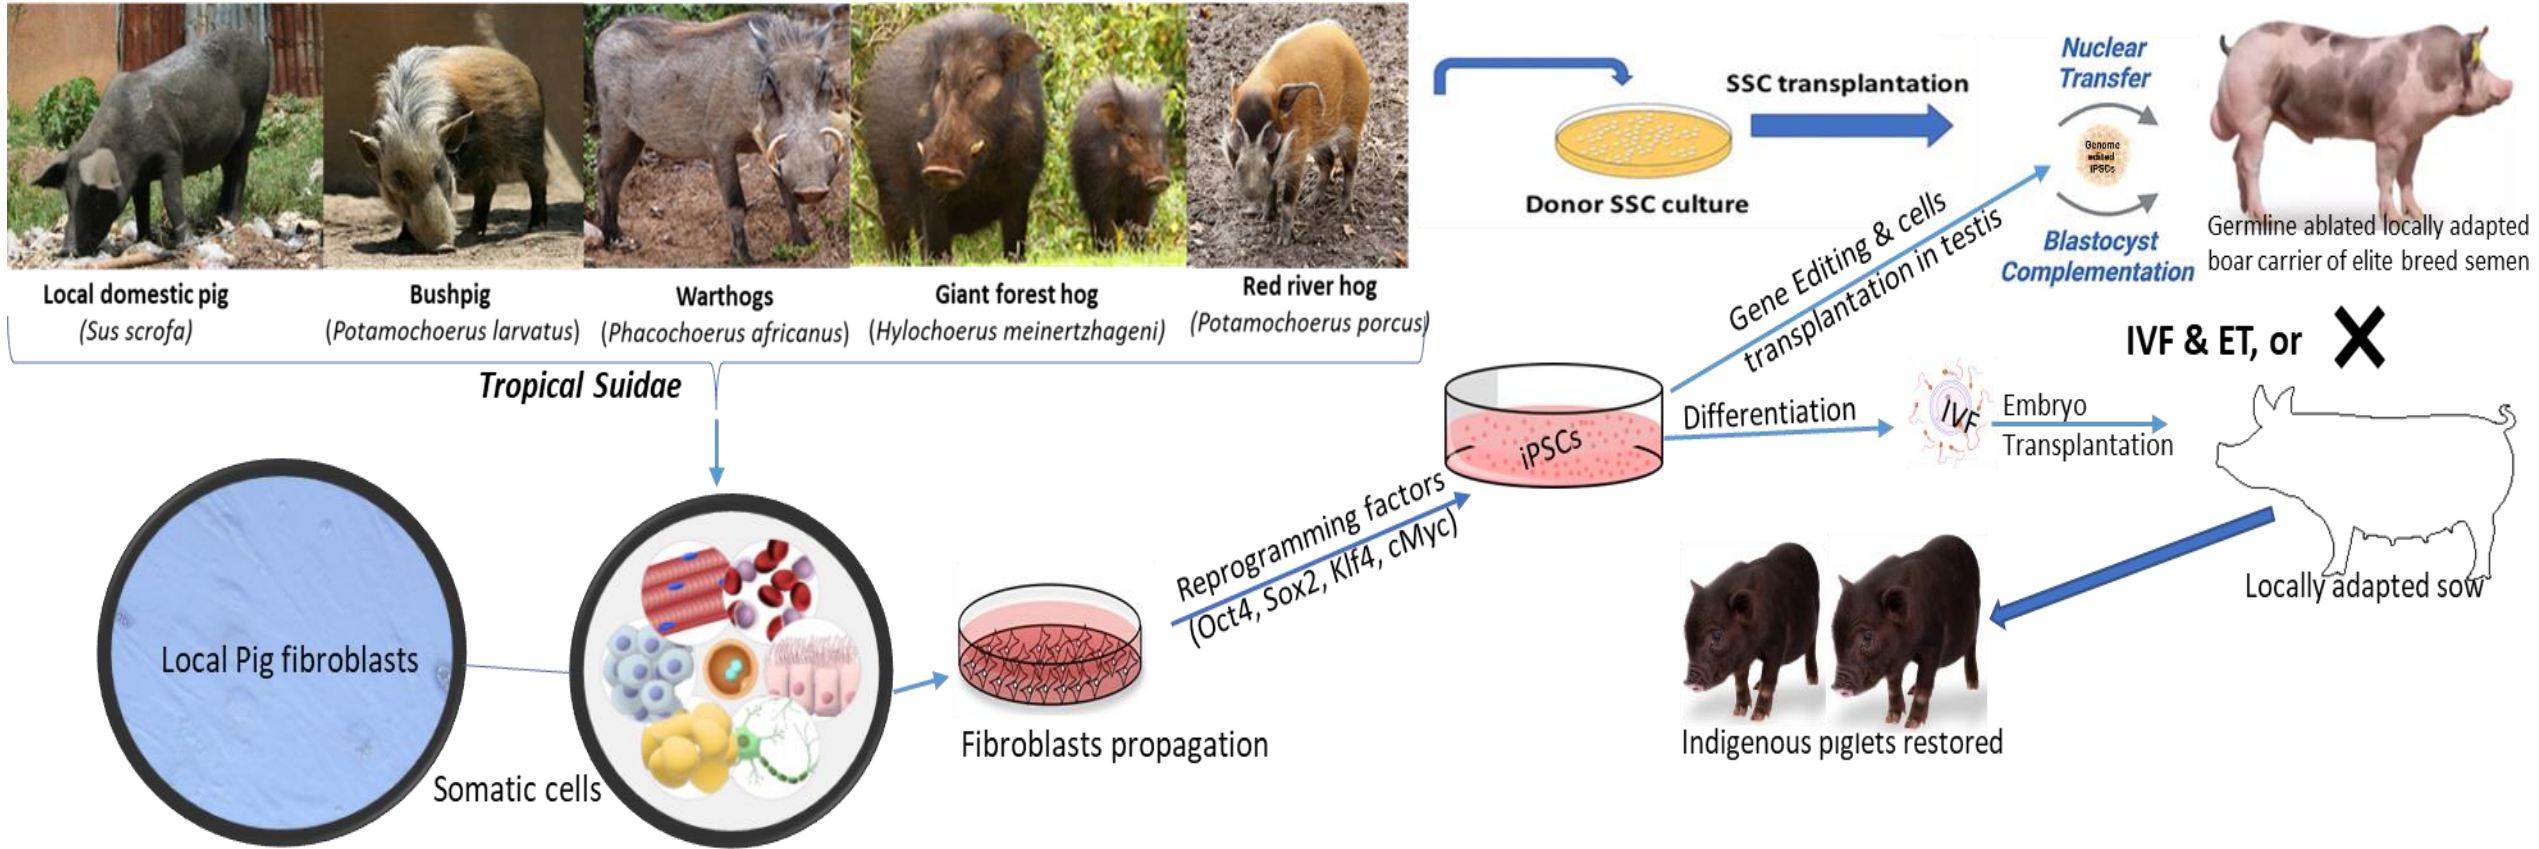 Local domestic pig
(Sus scrofa)
Bushpig
(Potamochoerus larvatus)
Warthogs
(Phacochoerus africanus)
Giant forest hog
(Hylochoerus meinertzhageni)
Red river hog
(Potamochoerus porcus)
Tropical Suidae
Donor SSC culture
SSC transplantation
Nuclear
Transfer
Genome
edited
iPSCs
Blastocyst
Complementation
Germline ablated locally adapted
boar carrier of elite breed semen
Gene Editing & cells
transplantation in testis
IVF & ET, or X
iPSCs
Differentiation
IVF
Embryo
Transplantation
Locally adapted sow
Local Pig fibroblasts
Somatic cells
Fibroblasts propagation
Reprogramming factors
(Oct4, Sox2, Klf4, cMyc)
Indigenous piglets restored